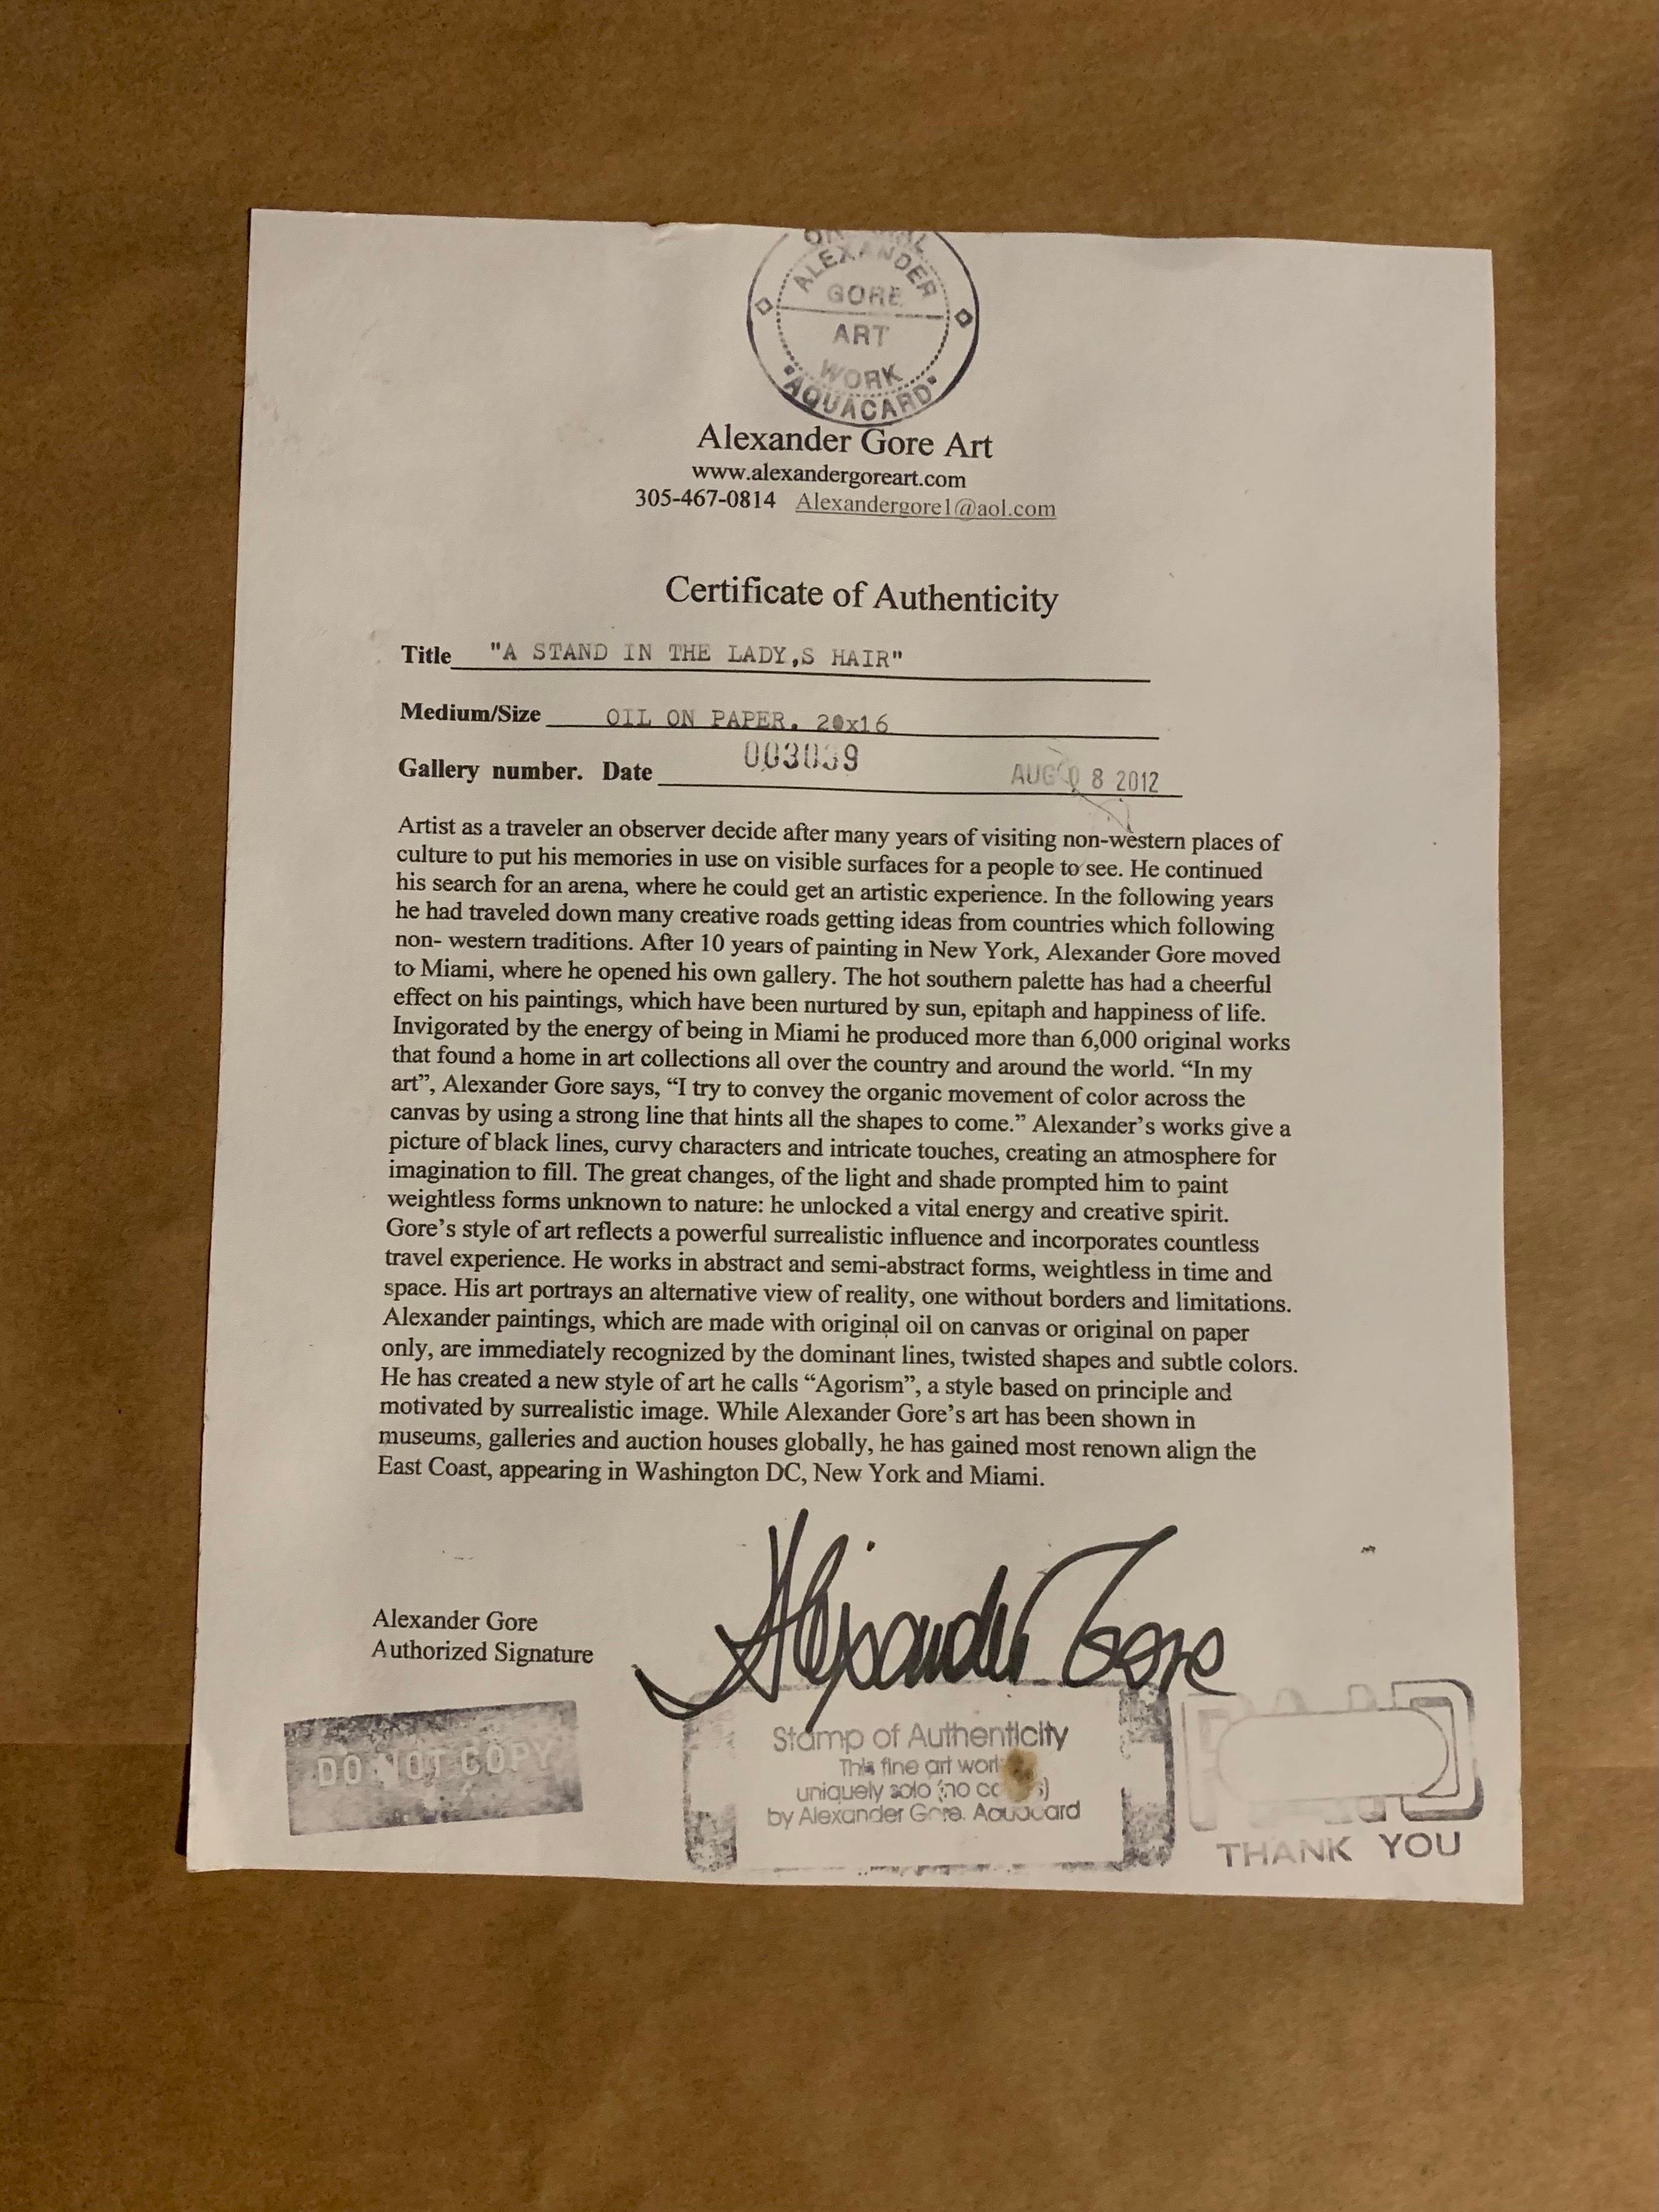 ALEXANDER
GORE
ART
WORK
"AQUACARD"
Alexander Gore Art
www.alexandergoreart.com
305-467-0814 Alexandergore1@aol.com
Certificate of Authenticity
Title "A STAND IN THE LADY,S HAIR"
Medium/Size OIL ON PAPER. 20x16
Gallery number. Date 003039 AUG 08 2012
Artist as a traveler an observer decide after many years of visiting non-western places of
culture to put his memories in use on visible surfaces for a people to see. He continued
his search for an arena, where he could get an artistic experience. In the following years
he had traveled down many creative roads getting ideas from countries which following
non- western traditions. After 10 years of painting in New York, Alexander Gore moved
to Miami, where he opened his own gallery. The hot southern palette has had a cheerful
effect on his paintings, which have been nurtured by sun, epitaph and happiness of life.
Invigorated by the energy of being in Miami he produced more than 6,000 original works
that found a home in art collections all over the country and around the world. “In my
art”, Alexander Gore says, “I try to convey the organic movement of color across the
canvas by using a strong line that hints all the shapes to come.” Alexander’s works give a
picture of black lines, curvy characters and intricate touches, creating an atmosphere for
imagination to fill. The great changes, of the light and shade prompted him to paint
weightless forms unknown to nature: he unlocked a vital energy and creative spirit.
Gore’s style of art reflects a powerful surrealistic influence and incorporates countless
travel experience. He works in abstract and semi-abstract forms, weightless in time and
space. His art portrays an alternative view of reality, one without borders and limitations.
Alexander paintings, which are made with original oil on canvas or original on paper
only, are immediately recognized by the dominant lines, twisted shapes and subtle colors.
He has created a new style of art he calls “Agorism”, a style based on principle and
motivated by surrealistic image. While Alexander Gore’s art has been shown in
museums, galleries and auction houses globally, he has gained most renown align the
East Coast, appearing in Washington DC, New York and Miami.
Alexander Gore
Alexander Gore
Authorized Signature
DO NOT COPY
Stamp of Authenticity
This fine art work
uniquely solo (no
by Alexander Gore. Aquacard
THANK YOU